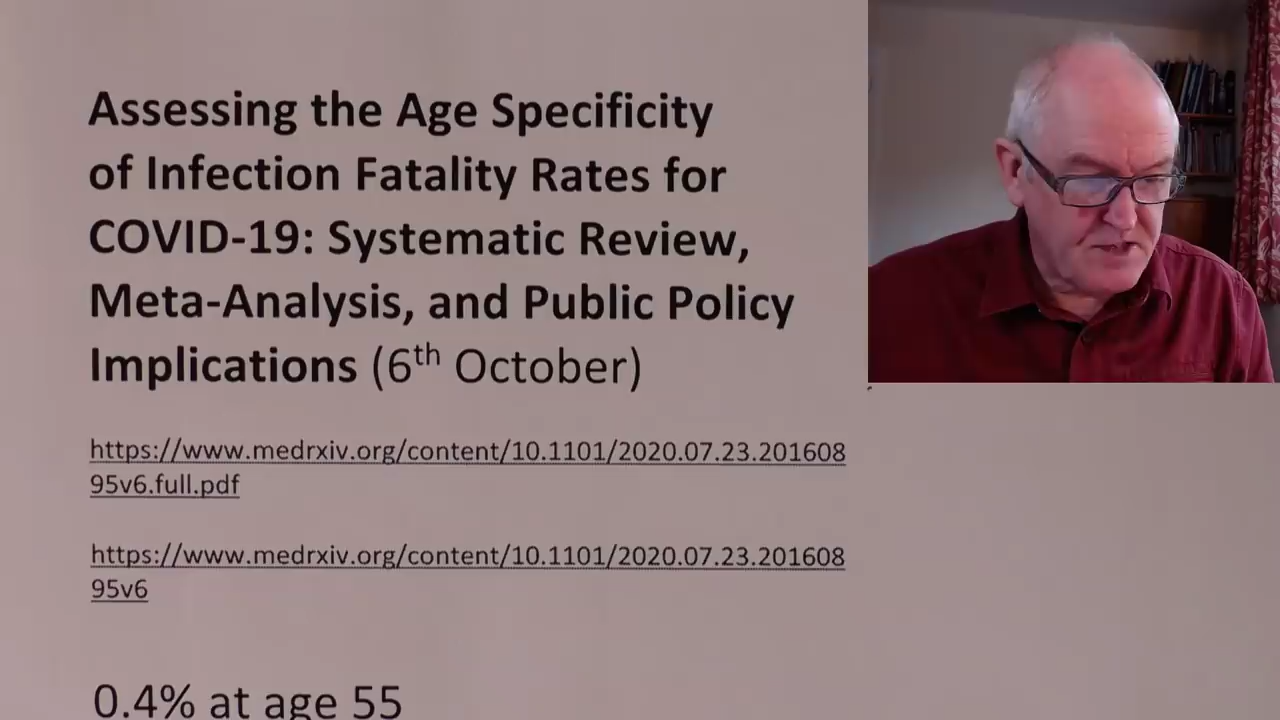 Assessing the Age Specificity
of Infection Fatality Rates for
COVID-19: Systematic Review,
Meta-Analysis, and Public Policy
Implications (6th October)
https://www.medrxiv.org/content/10.1101/2020.07.23.201608
95v6.full.pdf
https://www.medrxiv.org/content/10.1101/2020.07.23.201608
95v6
0.4% at age 55